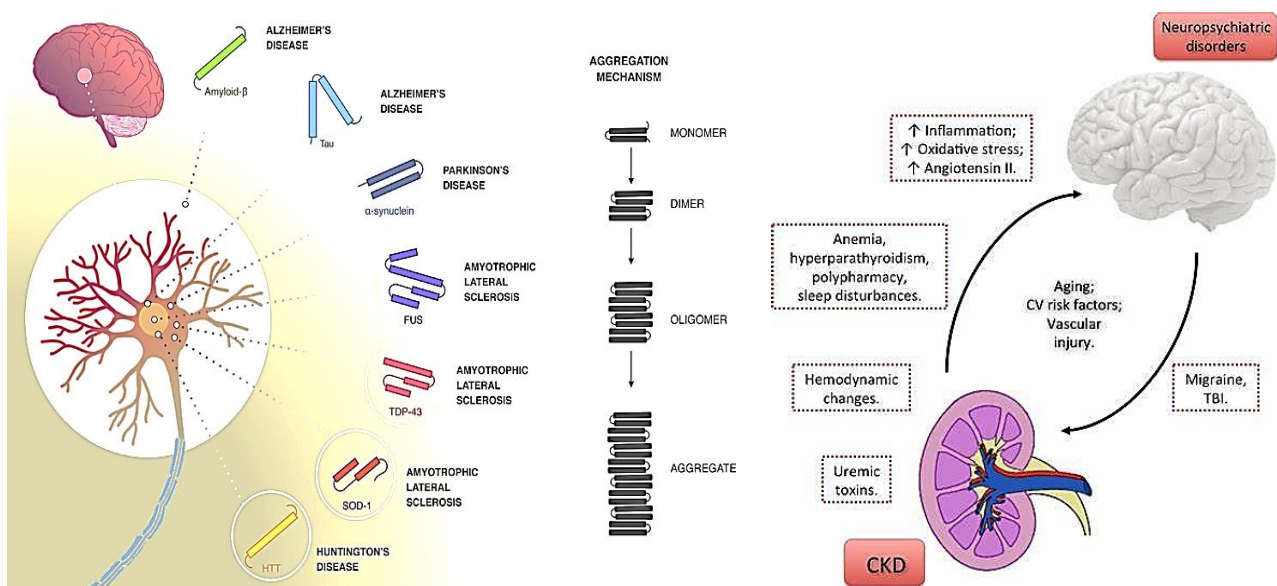 ALZHEIMER'S
DISEASE
Amyloid-β
ALZHEIMER'S
DISEASE
Tau
PARKINSON'S
DISEASE
α-synuclein
AMYOTROPHIC
LATERAL
SCLEROSIS
FUS
AMYOTROPHIC
LATERAL
SCLEROSIS
TDP-43
AMYOTROPHIC
LATERAL
SCLEROSIS
SOD-1
HUNTINGTON'S
DISEASE
HTT
AGGREGATION
MECHANISM
MONOMER
DIMER
OLIGOMER
AGGREGATE
Neuropsychiatric
disorders
↑ Inflammation;
↑ Oxidative stress;
↑ Angiotensin II.
Anemia,
hyperparathyroidism,
polypharmacy,
sleep disturbances.
Aging;
CV risk factors;
Vascular
injury.
Hemodynamic
changes.
Migraine,
TBI.
Uremic
toxins.
CKD